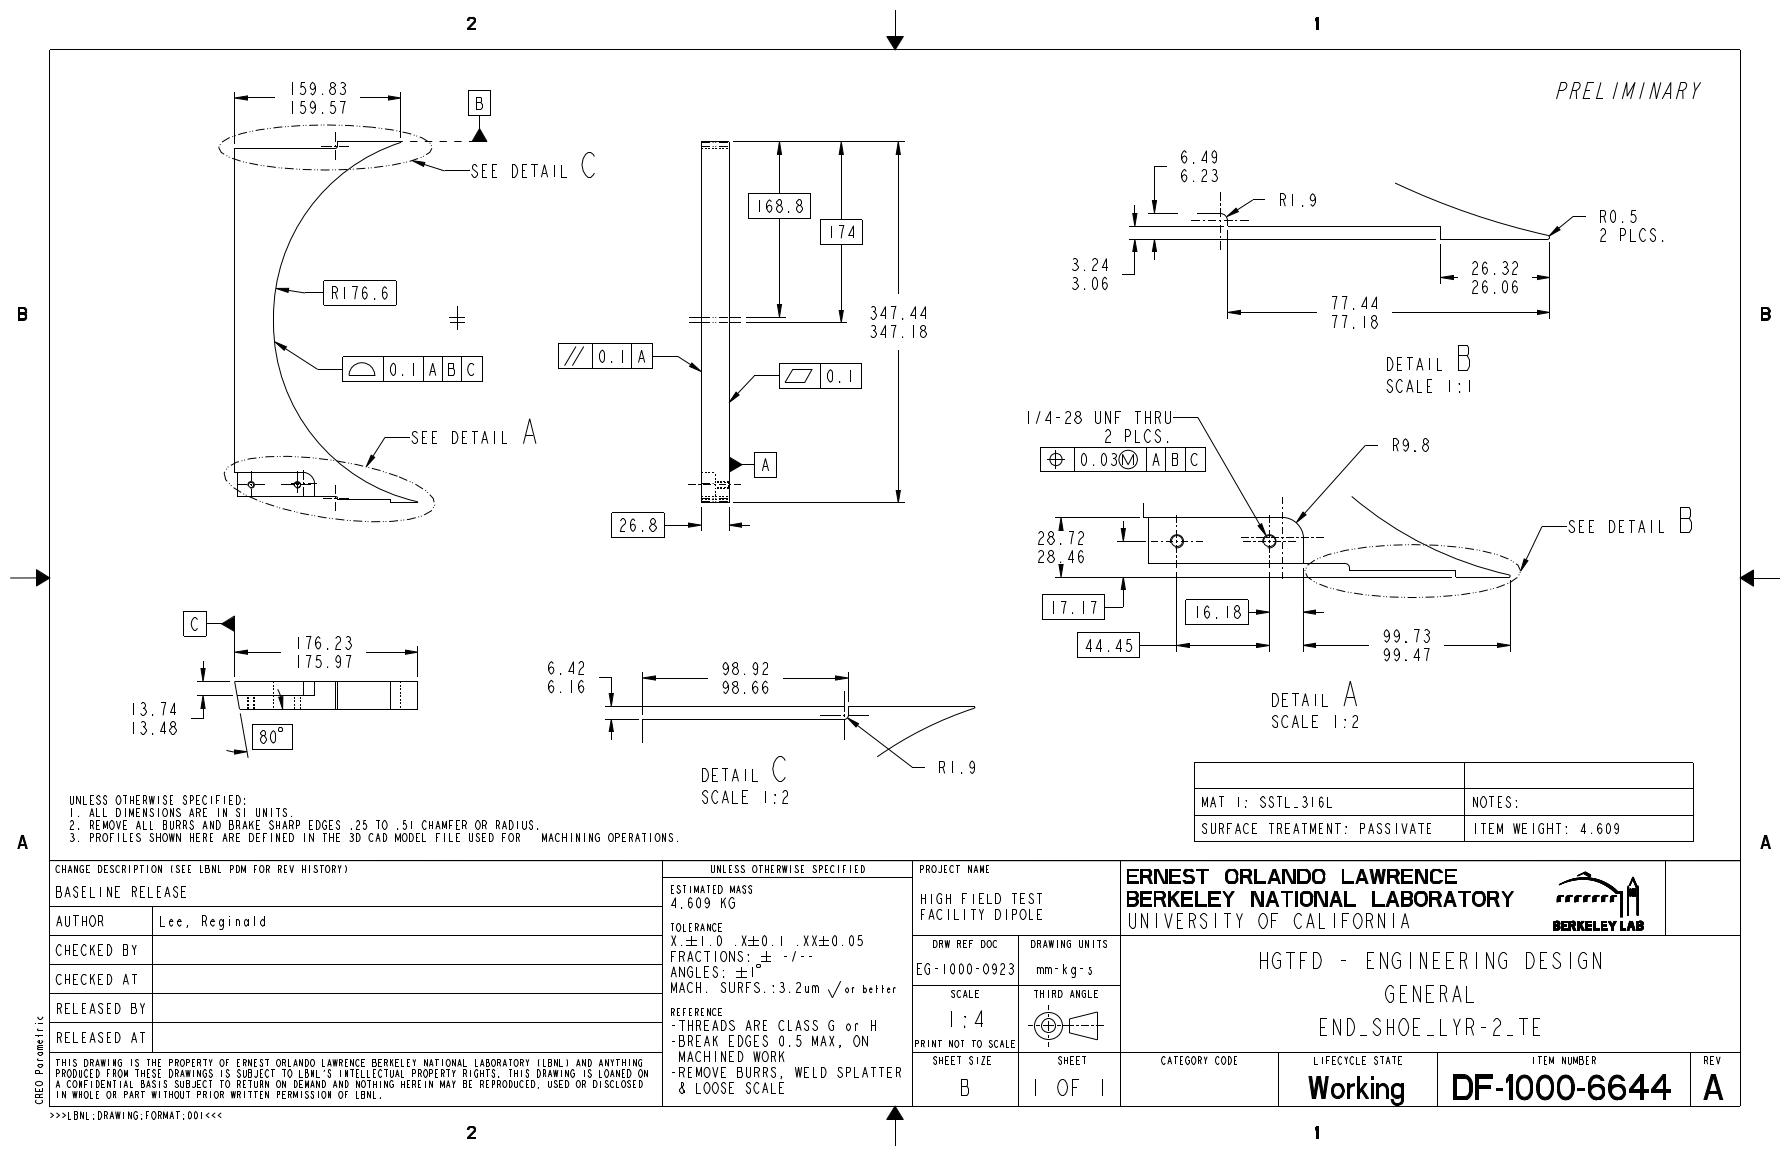 2
1
PRELIMINARY
159.83
159.57
B
SEE DETAIL C
R176.6
0.1 A B C
SEE DETAIL A
168.8
174
347.44
347.18
// 0.1 A
0.1
A
26.8
6.49
6.23
R1.9
R0.5
2 PLCS.
3.24
3.06
26.32
26.06
77.44
77.18
DETAIL B
SCALE 1:1
B
B
1/4-28 UNF THRU
2 PLCS.
0.03 Ⓜ A B C
R9.8
28.72
28.46
SEE DETAIL B
17.17
16.18
44.45
99.73
99.47
DETAIL A
SCALE 1:2
C
176.23
175.97
13.74
13.48
80°
6.42
6.16
98.92
98.66
R1.9
DETAIL C
SCALE 1:2
UNLESS OTHERWISE SPECIFIED:
1. ALL DIMENSIONS ARE IN SI UNITS.
2. REMOVE ALL BURRS AND BRAKE SHARP EDGES .25 TO .51 CHAMFER OR RADIUS.
3. PROFILES SHOWN HERE ARE DEFINED IN THE 3D CAD MODEL FILE USED FOR MACHINING OPERATIONS.
MAT 1: SSTL_316L
NOTES:
SURFACE TREATMENT: PASSIVATE
ITEM WEIGHT: 4.609
A
A
CHANGE DESCRIPTION (SEE LBNL PDM FOR REV HISTORY)
BASELINE RELEASE
AUTHOR
Lee, Reginald
CHECKED BY
CHECKED AT
RELEASED BY
RELEASED AT
THIS DRAWING IS THE PROPERTY OF ERNEST ORLANDO LAWRENCE BERKELEY NATIONAL LABORATORY (LBNL) AND ANYTHING
PRODUCED FROM THESE DRAWINGS IS SUBJECT TO LBNL'S INTELLECTUAL PROPERTY RIGHTS. THIS DRAWING IS LOANED ON
A CONFIDENTIAL BASIS SUBJECT TO RETURN ON DEMAND AND NOTHING HEREIN MAY BE REPRODUCED, USED OR DISCLOSED
IN WHOLE OR PART WITHOUT PRIOR WRITTEN PERMISSION OF LBNL.
CREO Parametric
>>>LBNL;DRAWING;FORMAT;001<<<
UNLESS OTHERWISE SPECIFIED
ESTIMATED MASS
4.609 KG
TOLERANCE
X.±1.0 .X±0.1 .XX±0.05
FRACTIONS: ± -/--
ANGLES: ±1°
MACH. SURFS.:3.2um √ or better
REFERENCE
-THREADS ARE CLASS G or H
-BREAK EDGES 0.5 MAX, ON
MACHINED WORK
-REMOVE BURRS, WELD SPLATTER
& LOOSE SCALE
PROJECT NAME
HIGH FIELD TEST
FACILITY DIPOLE
DRW REF DOC
EG-1000-0923
DRAWING UNITS
mm-kg-s
SCALE
1:4
PRINT NOT TO SCALE
THIRD ANGLE
SHEET SIZE
B
SHEET
1 OF 1
ERNEST ORLANDO LAWRENCE
BERKELEY NATIONAL LABORATORY
UNIVERSITY OF CALIFORNIA
BERKELEY LAB
HGTFD - ENGINEERING DESIGN
GENERAL
END_SHOE_LYR-2_TE
CATEGORY CODE
LIFECYCLE STATE
Working
ITEM NUMBER
DF-1000-6644
REV
A
2
1